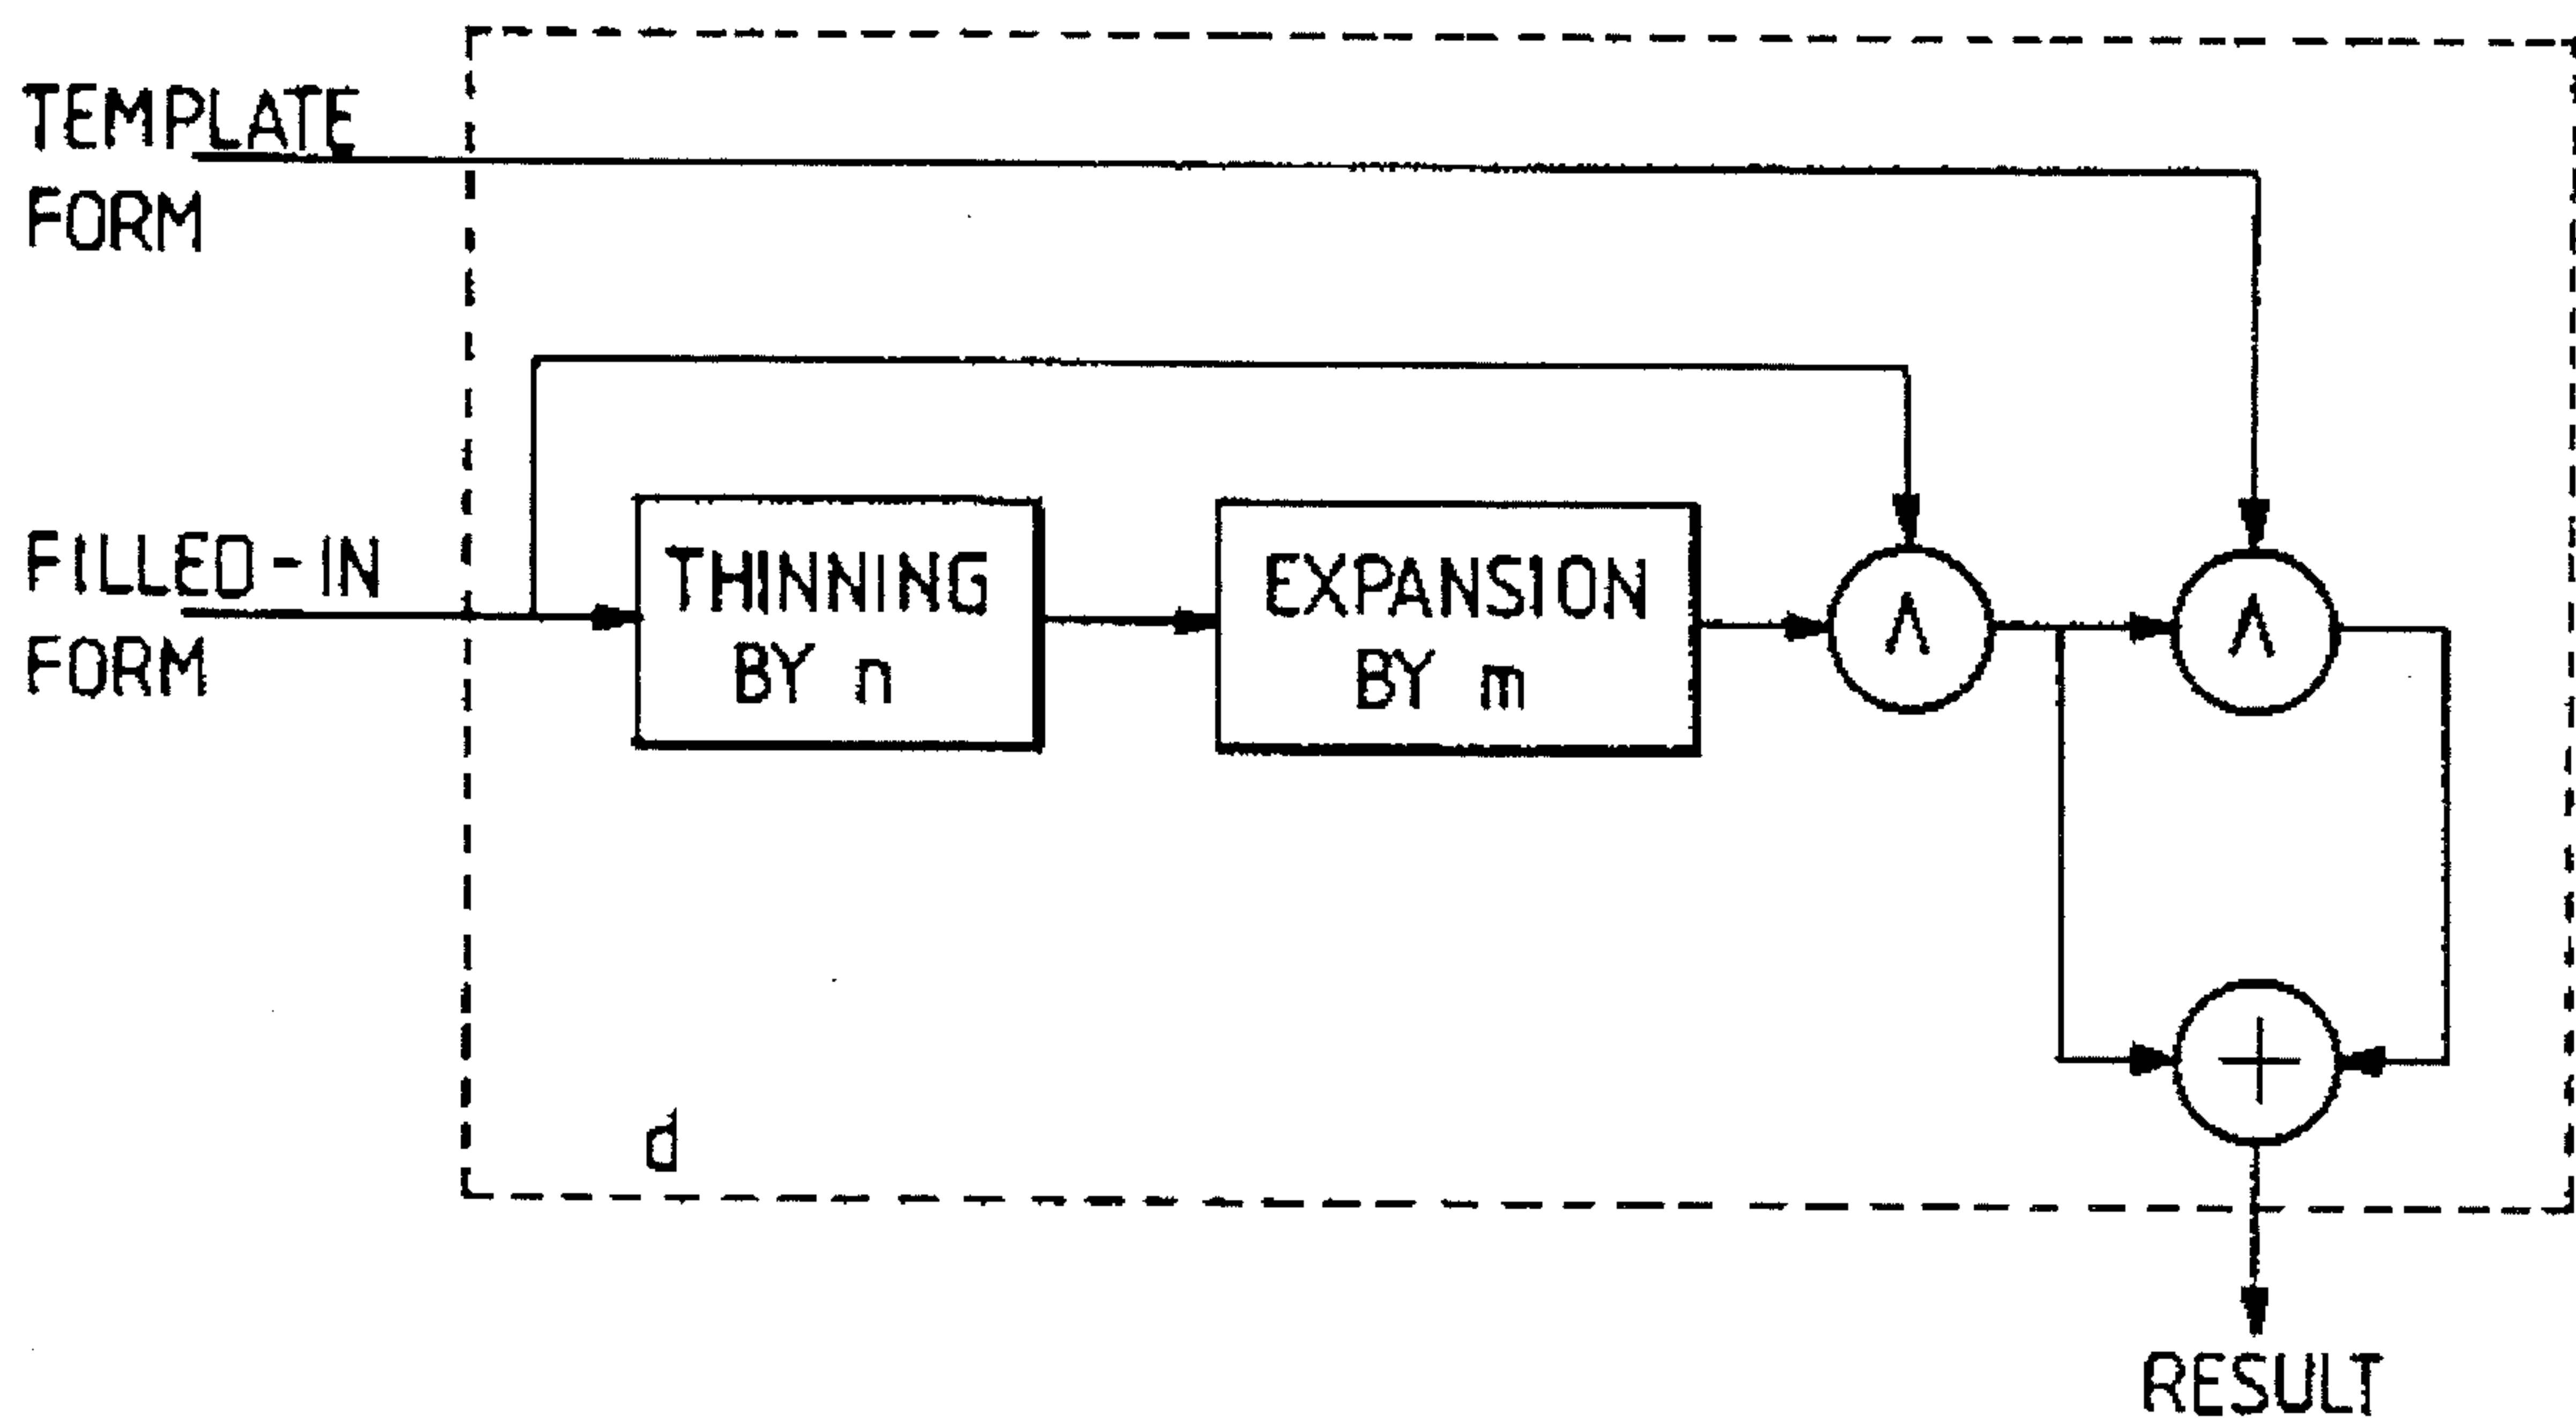 TEMPLATE
FORM
FILLED-IN
FORM
THINNING
BY n
EXPANSION
BY m
∧
∧
+
d
RESULT